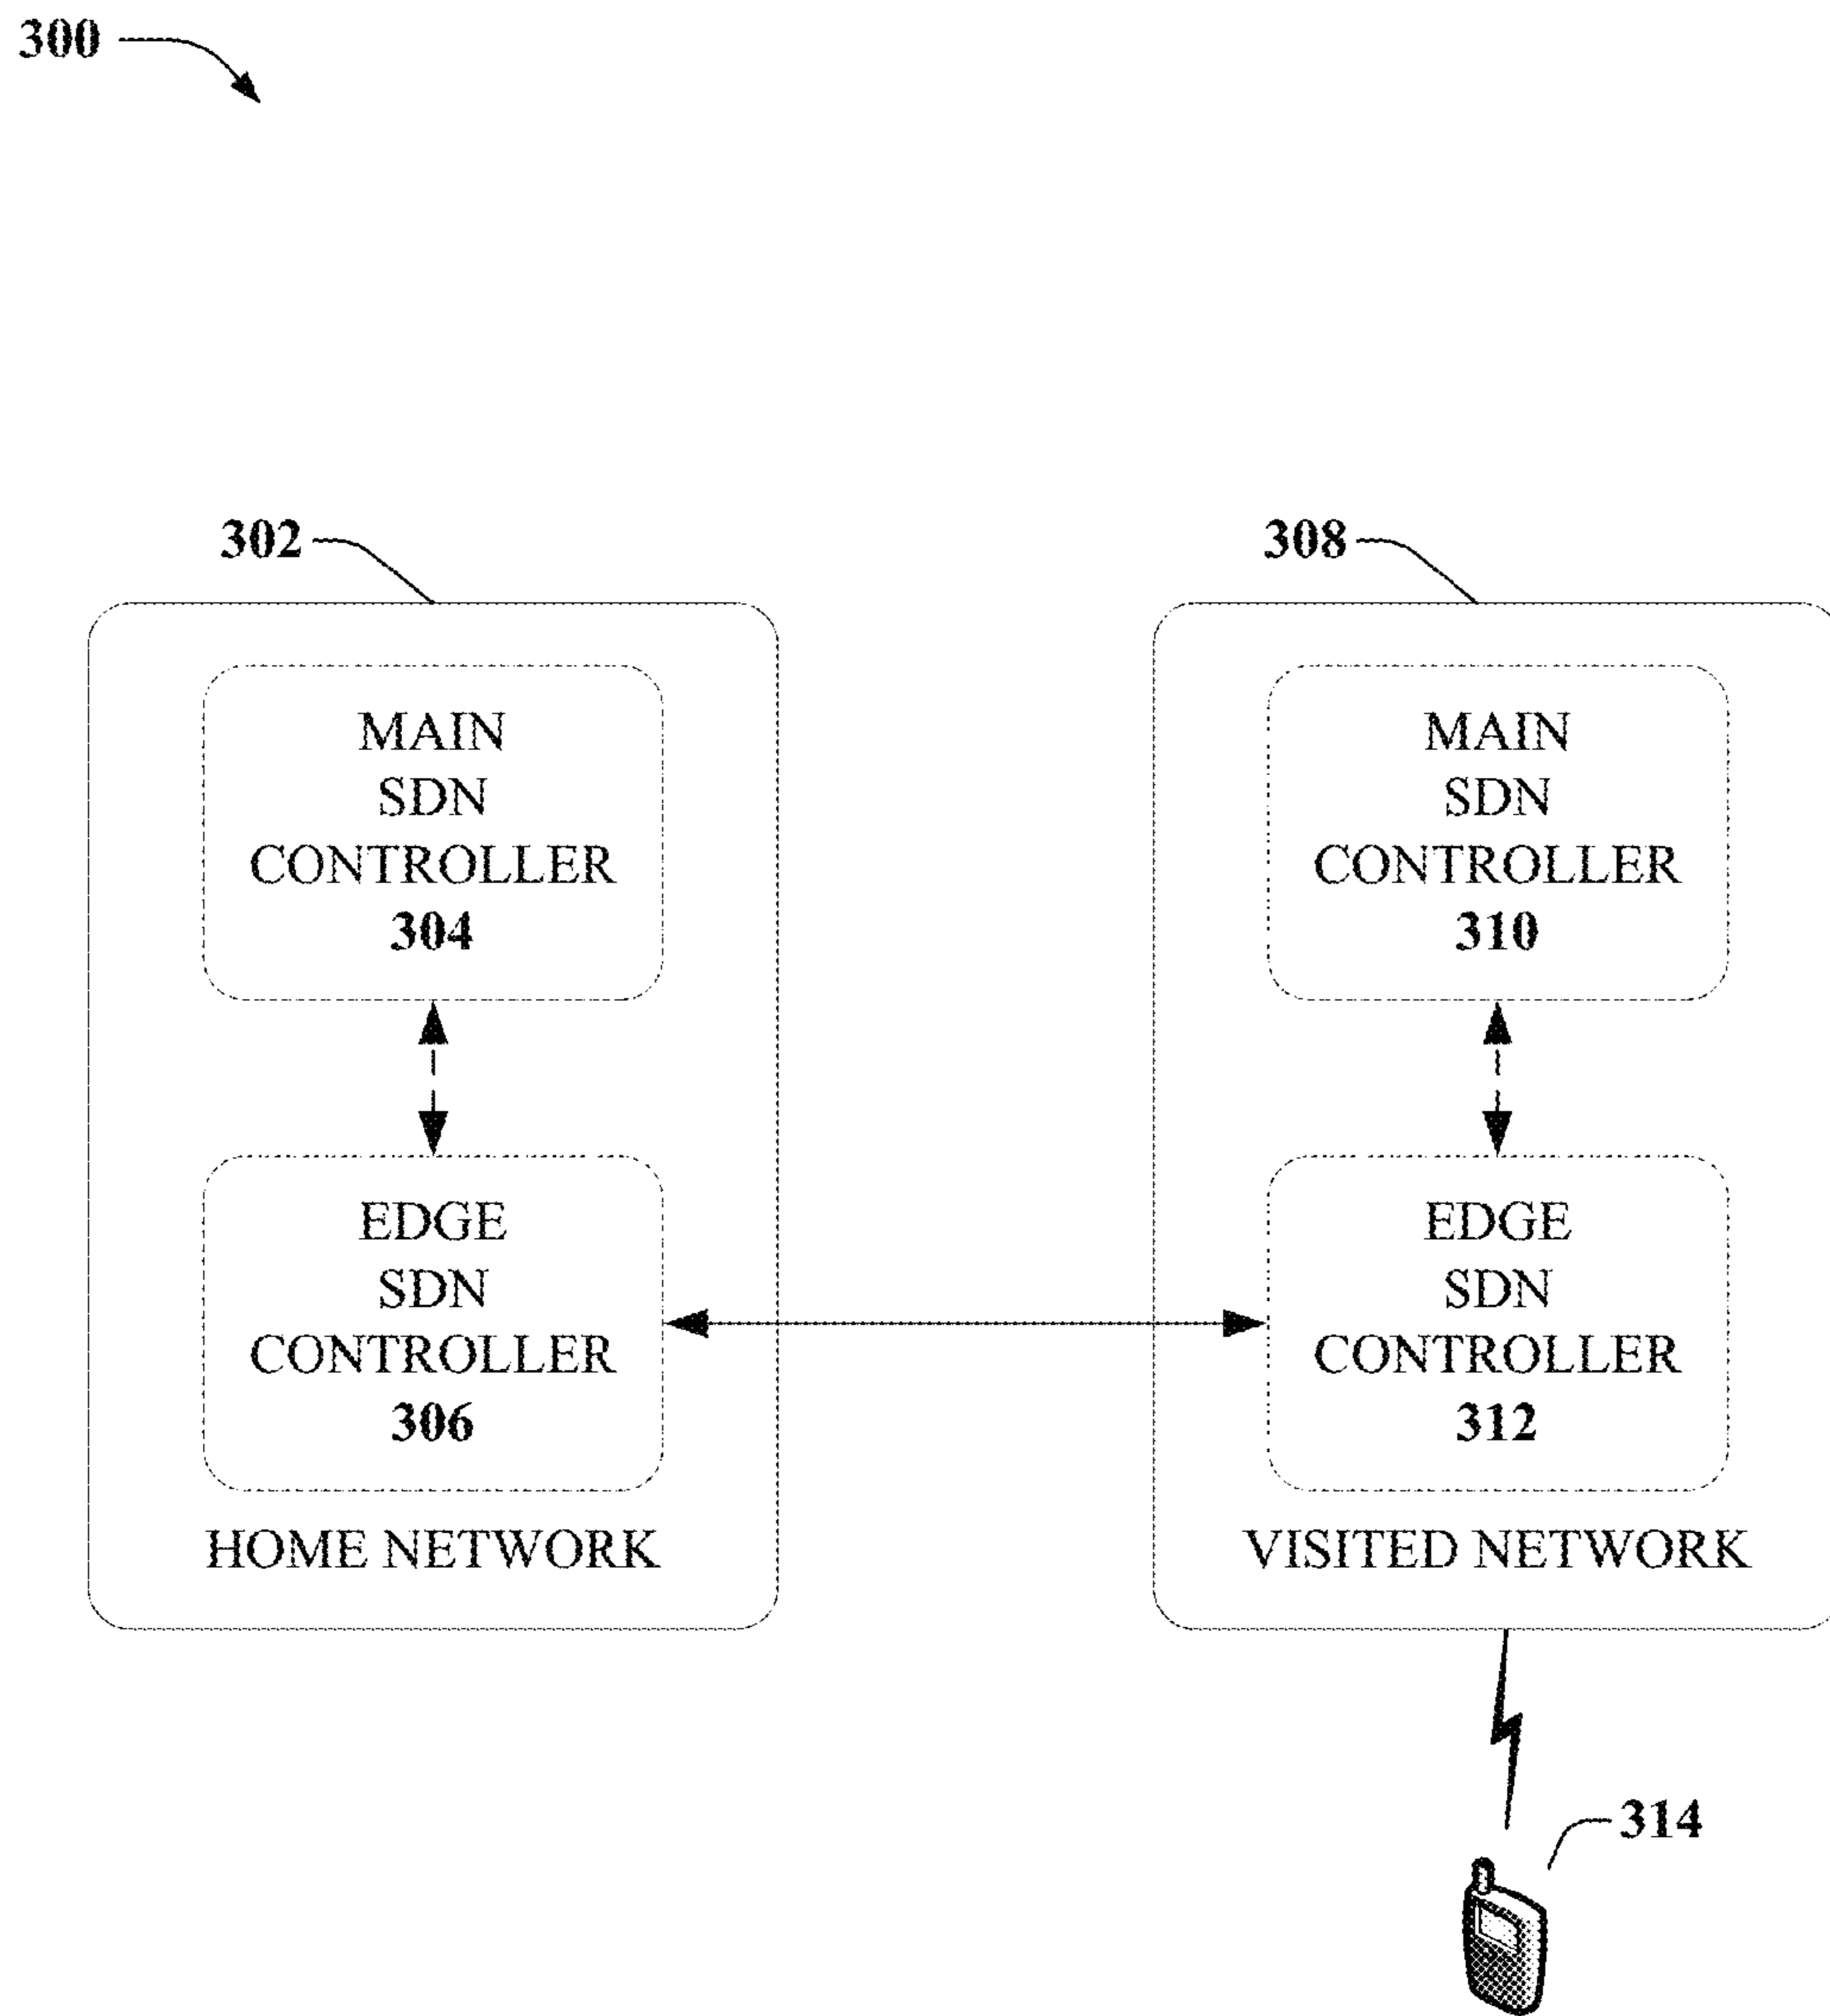 300
302
308
MAIN
SDN
CONTROLLER
304
MAIN
SDN
CONTROLLER
310
EDGE
SDN
CONTROLLER
306
EDGE
SDN
CONTROLLER
312
HOME NETWORK
VISITED NETWORK
314